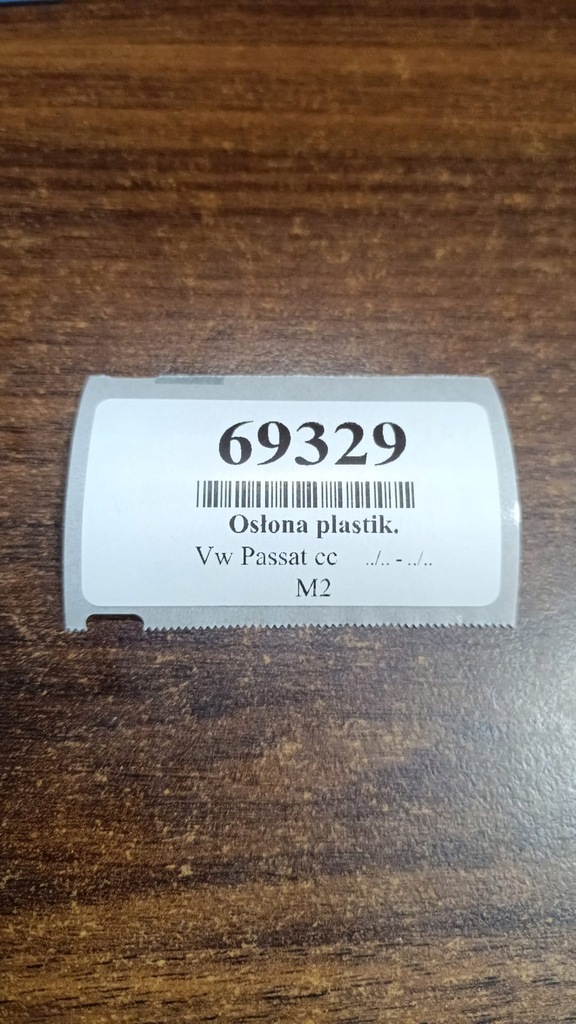 69329
Osłona plastik.
Vw Passat cc ../.. - ../..
M2